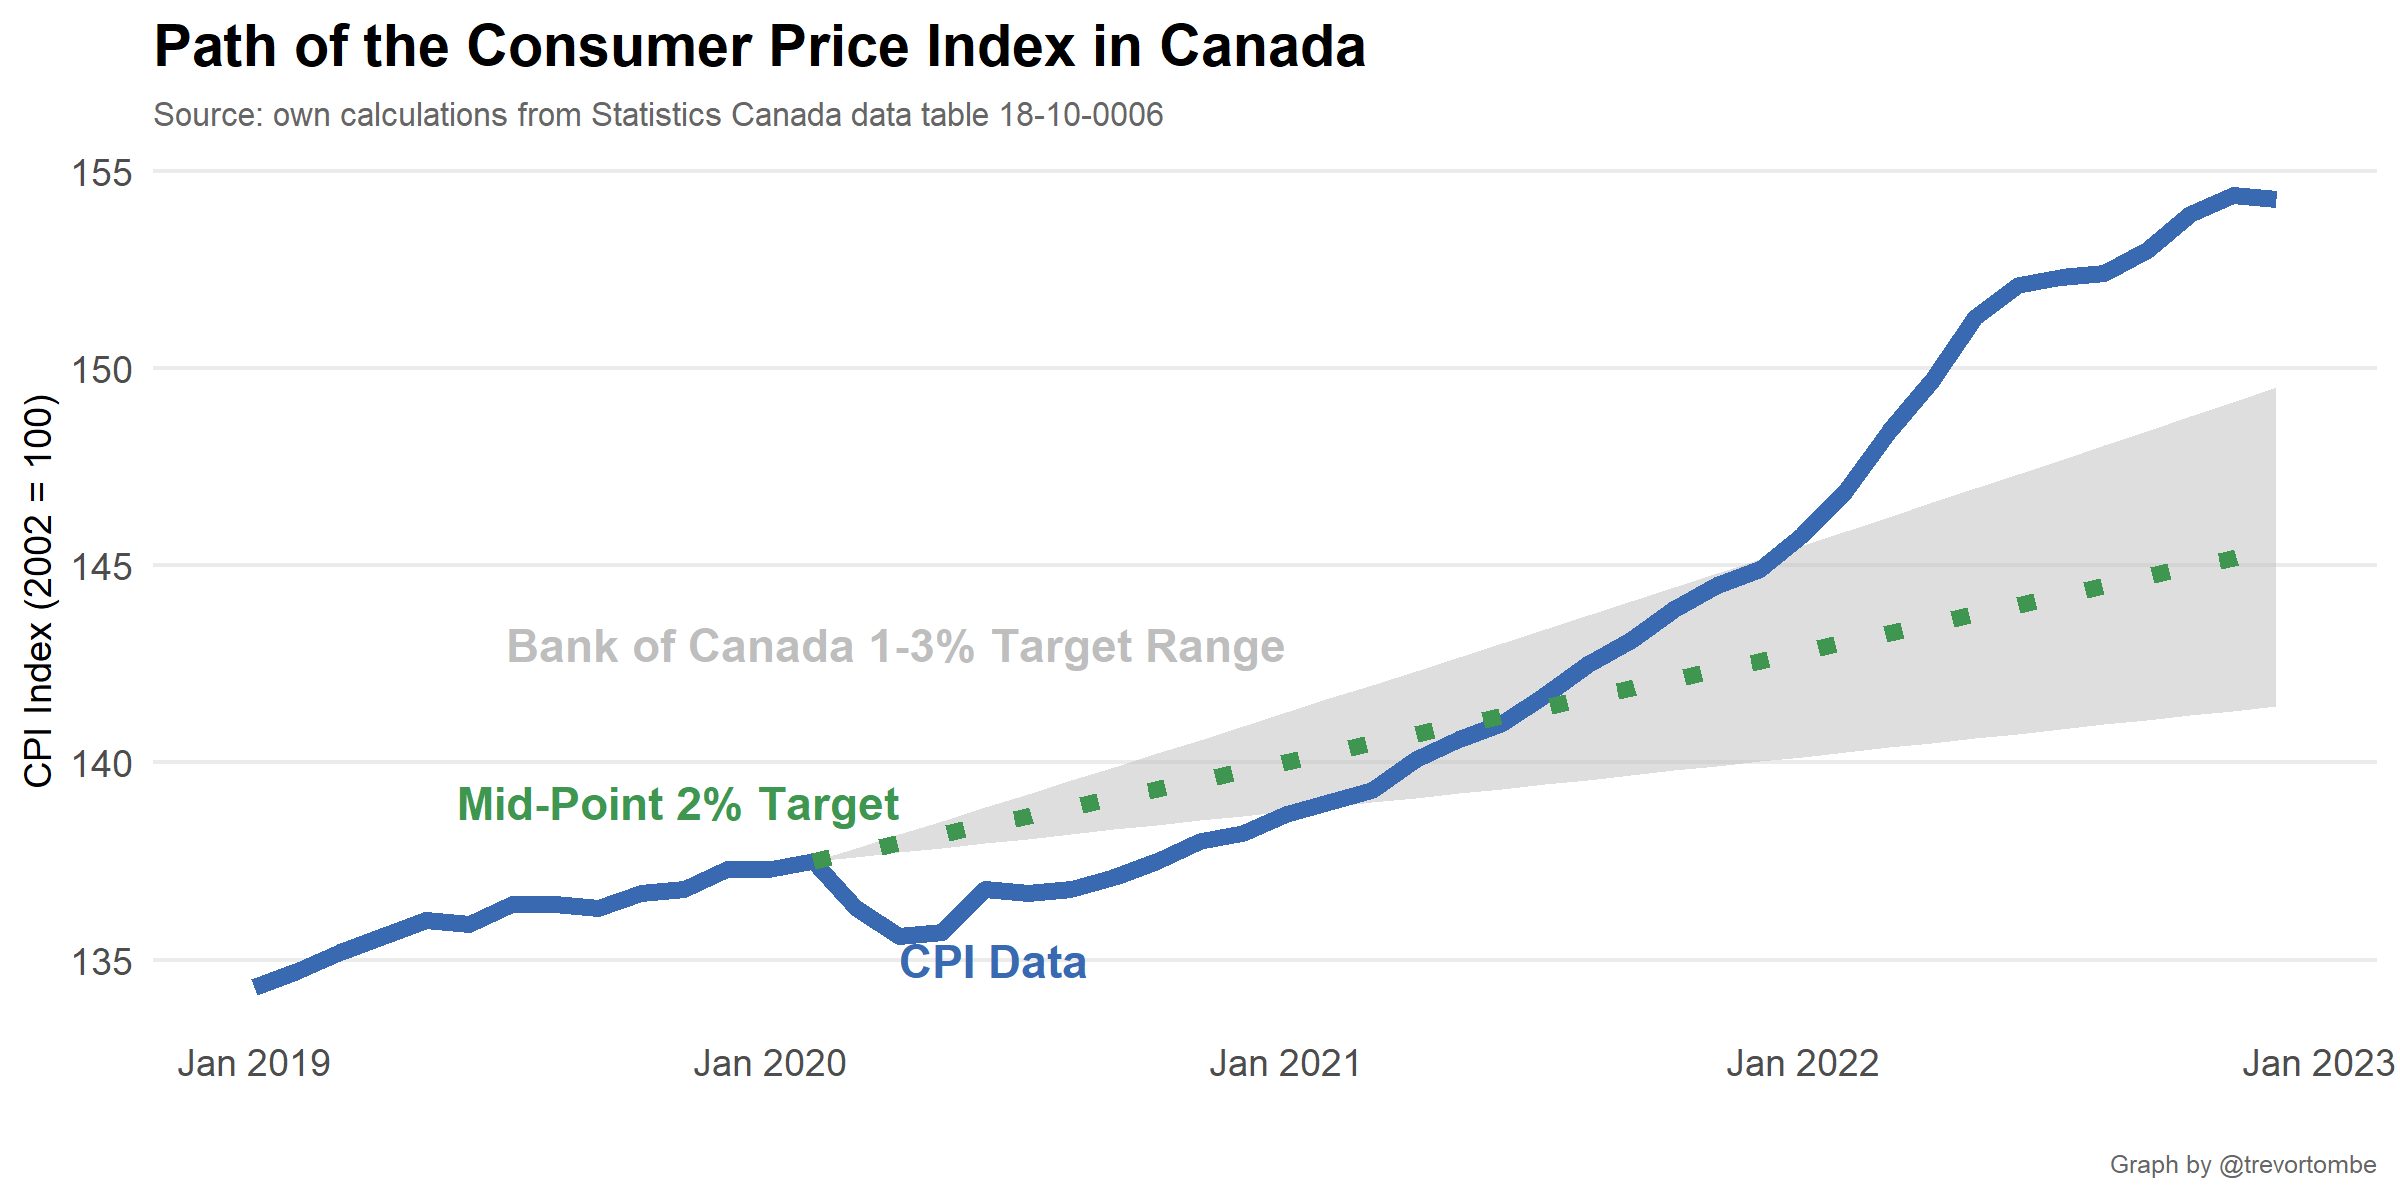 Path of the Consumer Price Index in Canada
Source: own calculations from Statistics Canada data table 18-10-0006
CPI Index (2002 = 100)
155
150
145
140
135
Bank of Canada 1-3% Target Range
Mid-Point 2% Target
CPI Data
Jan 2019
Jan 2020
Jan 2021
Jan 2022
Jan 2023
Graph by @trevortombe